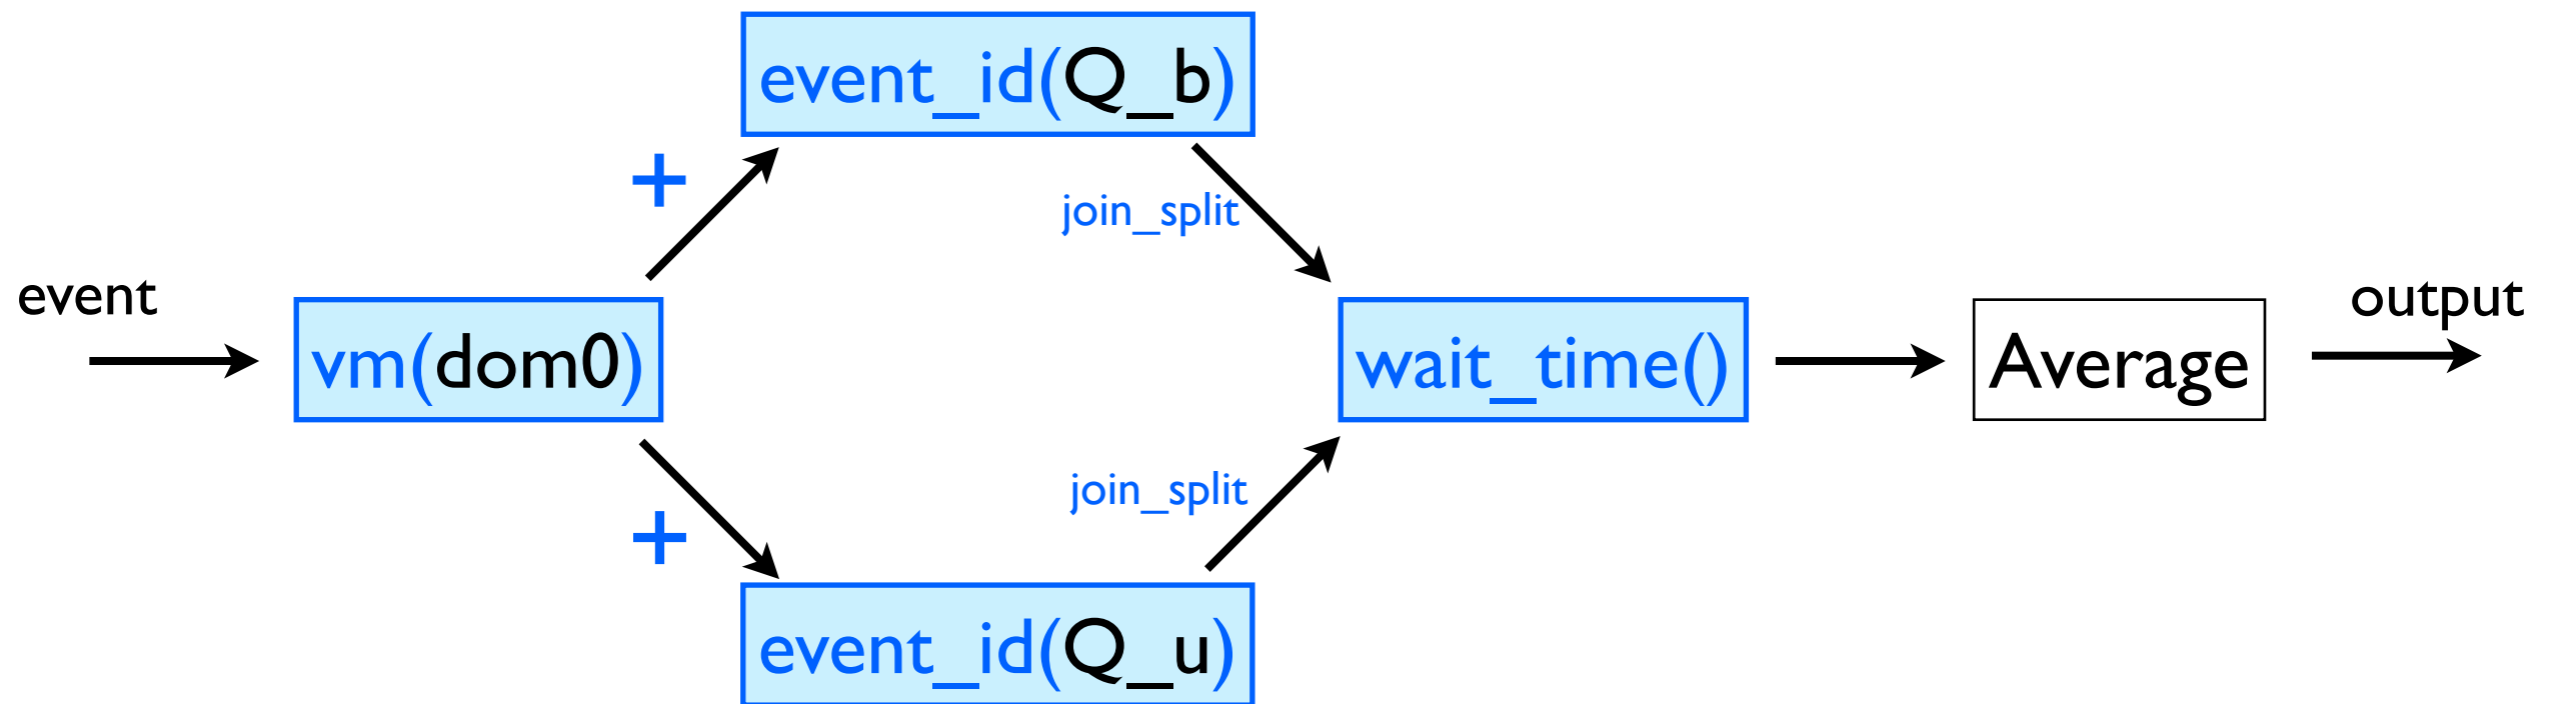 event_id(Q_b)
+
join_split
event
output
vm(dom0)
wait_time()
Average
join_split
+
event_id(Q_u)